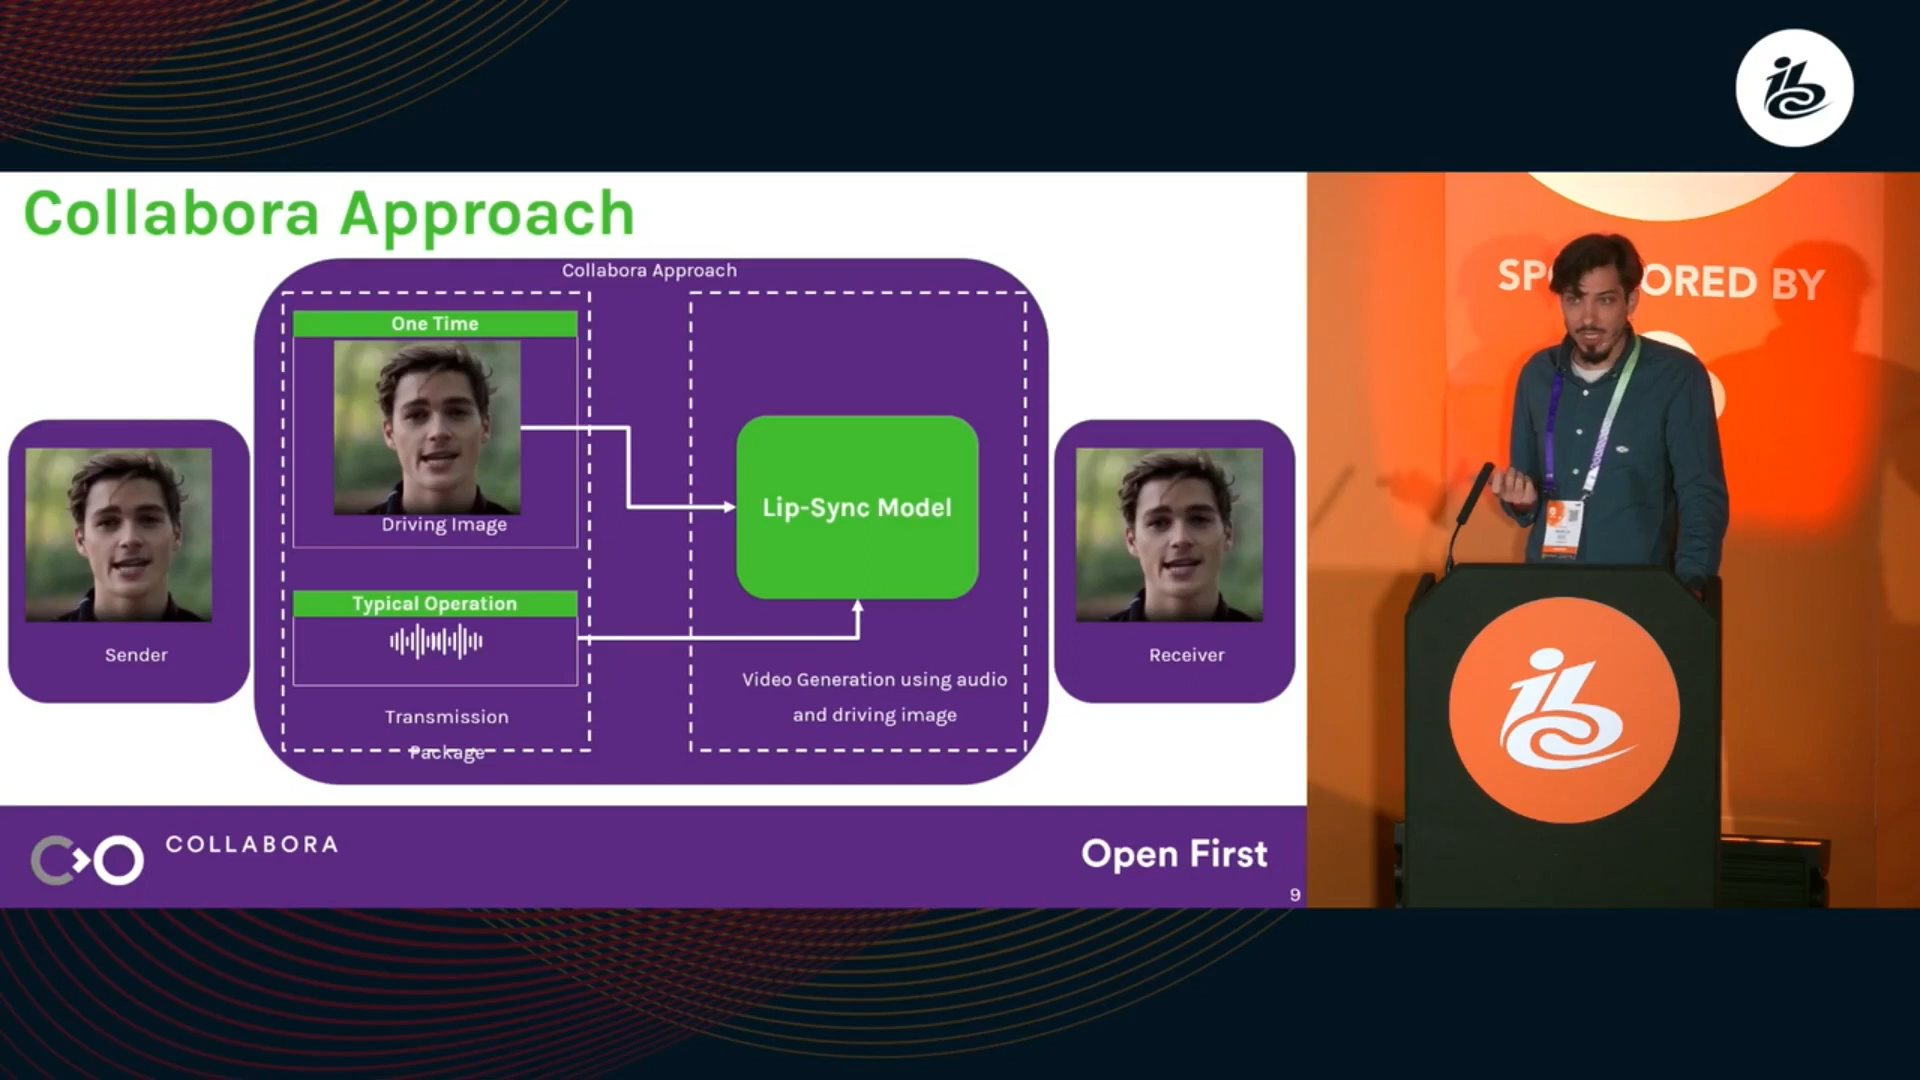 Collabora Approach
Collabora Approach
One Time
Driving Image
Typical Operation
Transmission
Package
Lip-Sync Model
Video Generation using audio
and driving image
Sender
Receiver
COLLABORA
Open First
9
SP ORED BY